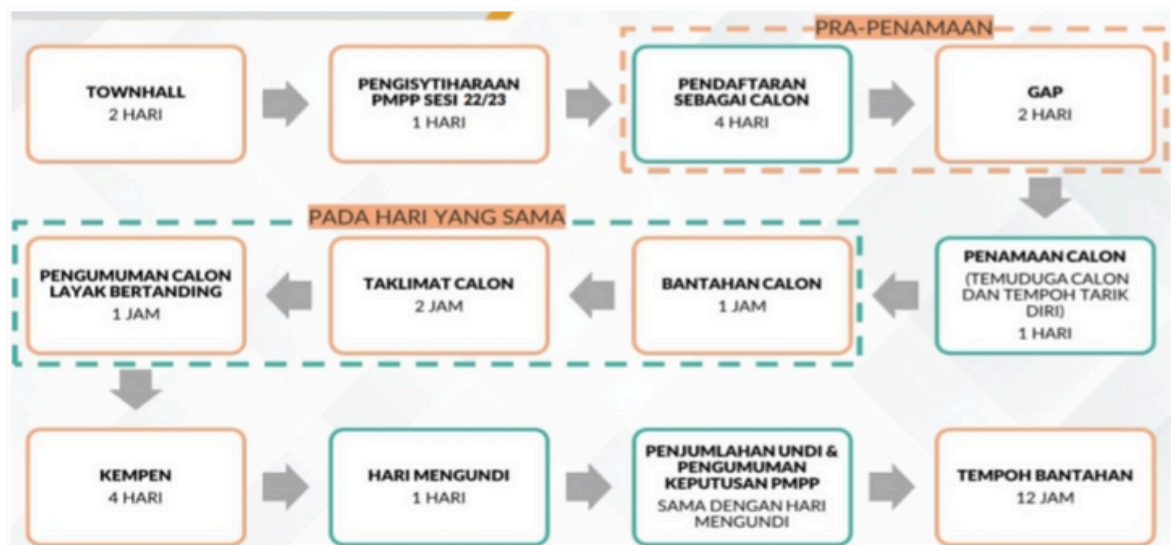 PRA-PENAMAAN
TOWNHALL
2 HARI
PENGISYTIHARAAN
PMPP SESI 22/23
1 HARI
PENDAFTARAN
SEBAGAI CALON
4 HARI
GAP
2 HARI
PADA HARI YANG SAMA
PENAMAAN CALON
(TEMUDUGA CALON
DAN TEMPOH TARIK
DIRI)
1 HARI
BANTAHAN CALON
1 JAM
TAKLIMAT CALON
2 JAM
PENGUMUMAN CALON
LAYAK BERTANDING
1 JAM
KEMPEN
4 HARI
HARI MENGUNDI
1 HARI
PENJUMLAHAN UNDI &
PENGUMUMAN
KEPUTUSAN PMPP
SAMA DENGAN HARI
MENGUNDI
TEMPOH BANTAHAN
12 JAM